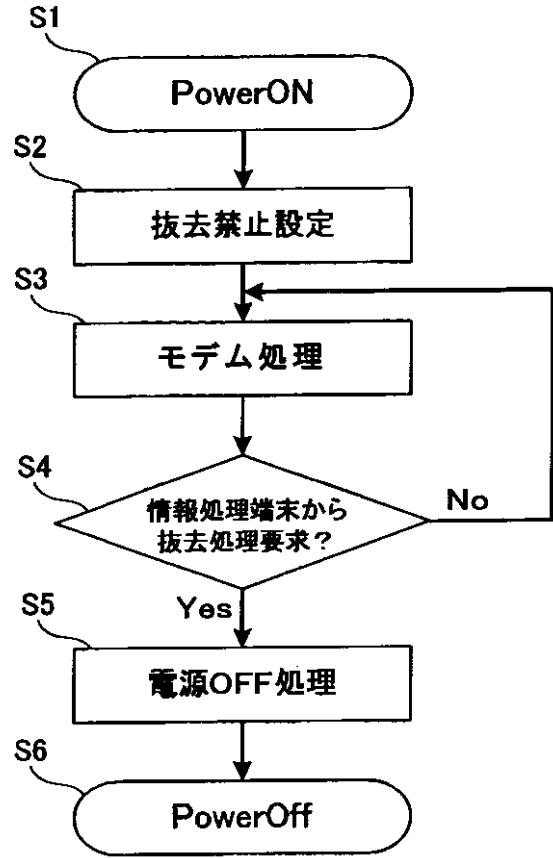 S1
PowerON
S2
抜去禁止設定
S3
モデム処理
S4
情報処理端末から
抜去処理要求？
No
Yes
S5
電源OFF処理
S6
PowerOff